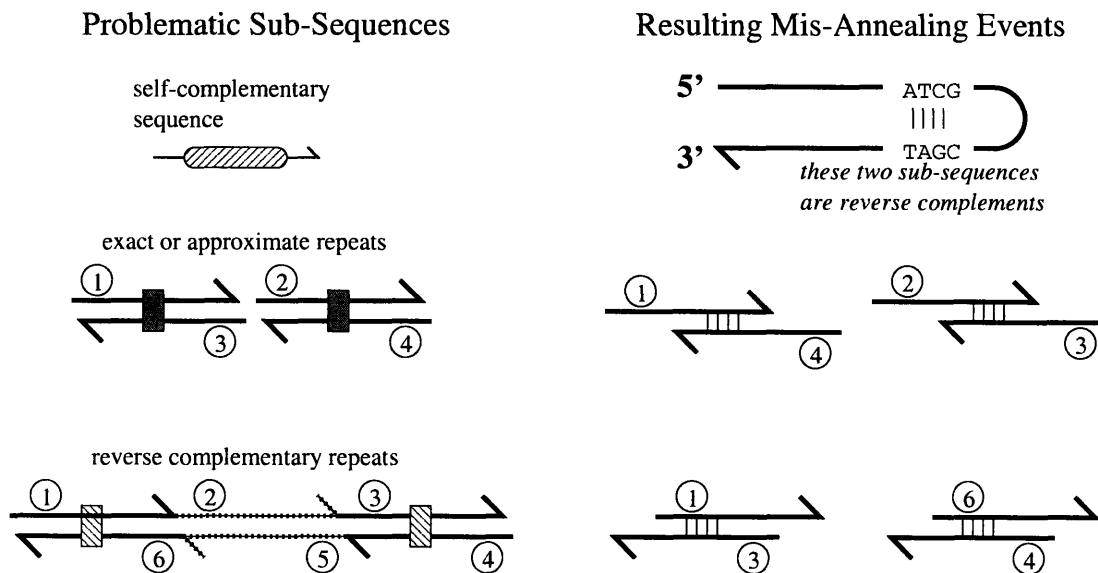 Problematic Sub-Sequences
Resulting Mis-Annealing Events
self-complementary
sequence
5’ ATCG
3’ TAGC
these two sub-sequences
are reverse complements
exact or approximate repeats
1 2
3 4
1 2
4 3
reverse complementary repeats
1 2 3
6 5 4
1 6
3 4